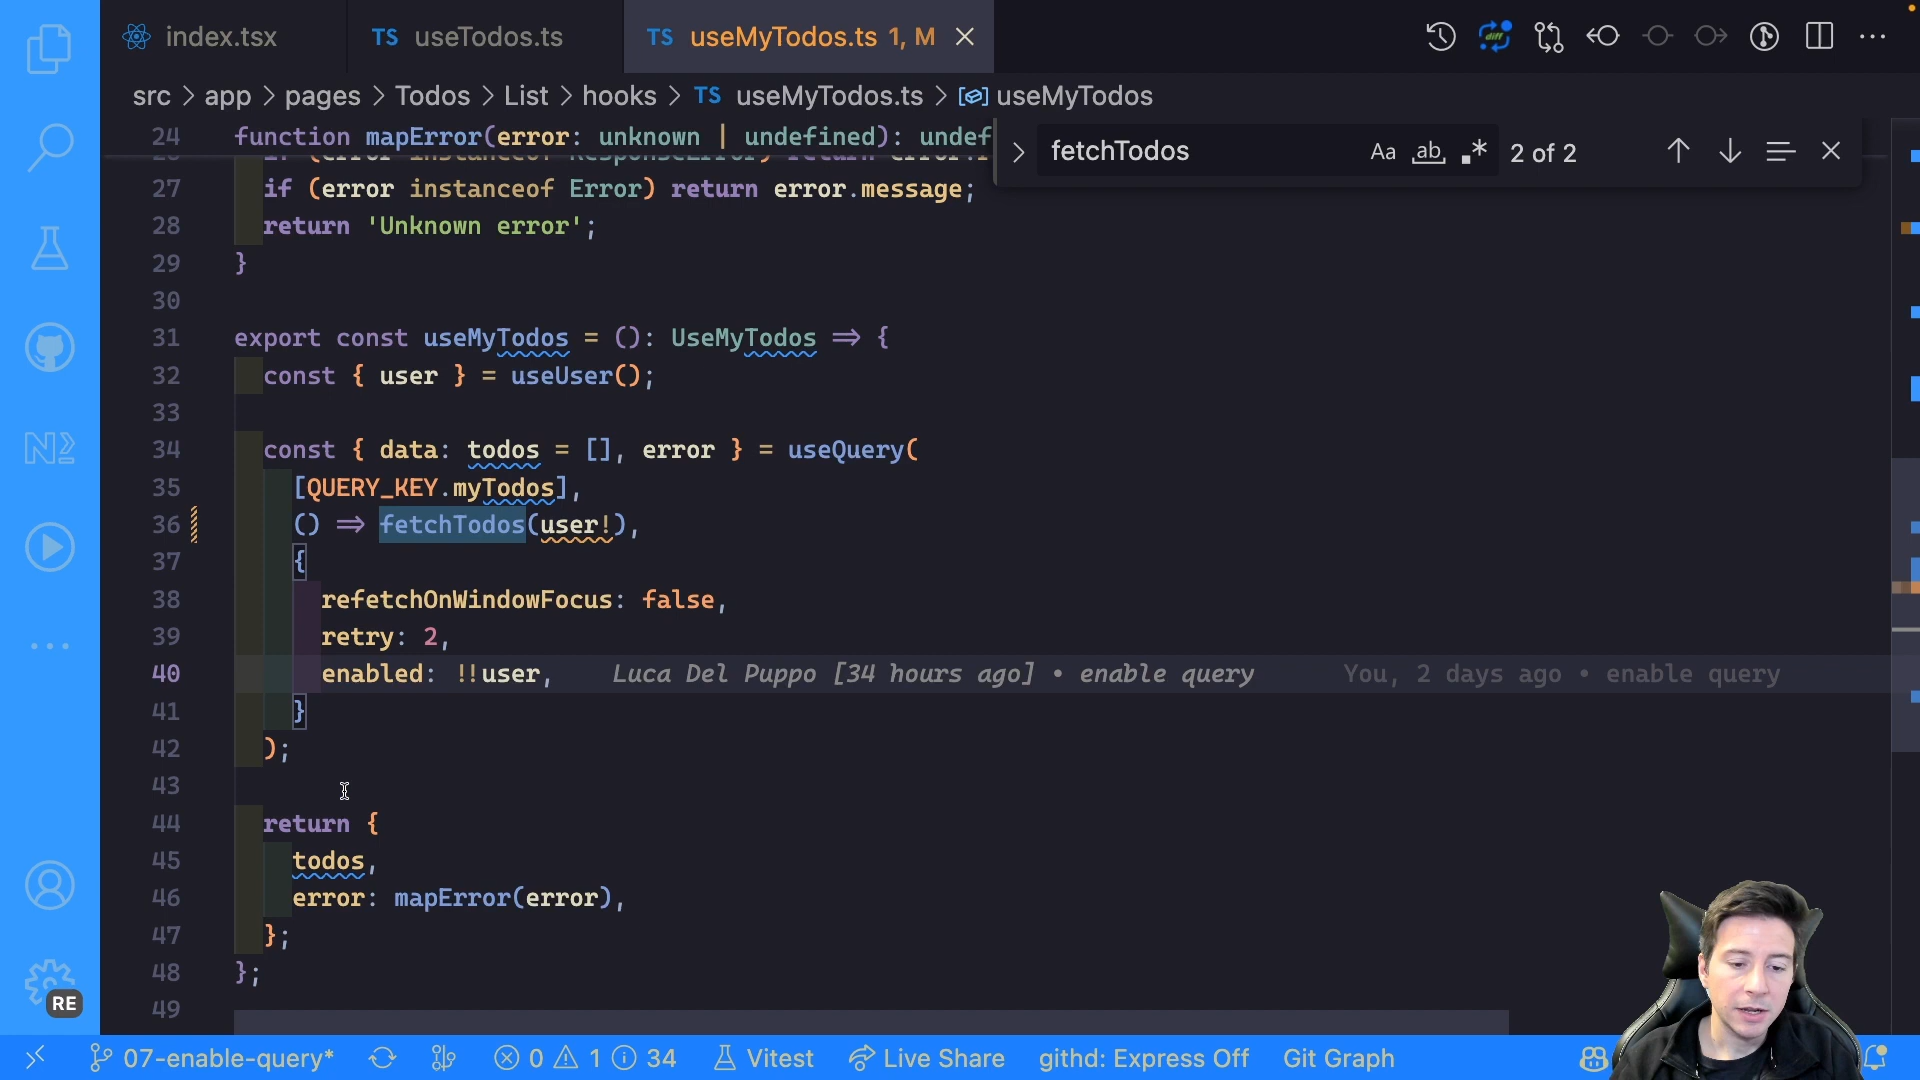 index.tsx
TS useTodos.ts
TS useMyTodos.ts 1, M
src > app > pages > Todos > List > hooks > TS useMyTodos.ts > useMyTodos
24 function mapError(error: unknown | undefined): undef
fetchTodos Aa ab 2 of 2
27 if (error instanceof Error) return error.message;
28 return 'Unknown error';
29 }
30
31 export const useMyTodos = (): UseMyTodos => {
32 const { user } = useUser();
33
34 const { data: todos = [], error } = useQuery(
35 [QUERY_KEY.myTodos],
36 () => fetchTodos(user!),
37 {
38 refetchOnWindowFocus: false,
39 retry: 2,
40 enabled: !!user, Luca Del Puppo [34 hours ago] • enable query You, 2 days ago • enable query
41 }
42 );
43
44 return {
45 todos,
46 error: mapError(error),
47 };
48 };
49
RE
07-enable-query* 0 1 34 Vitest Live Share githd: Express Off Git Graph